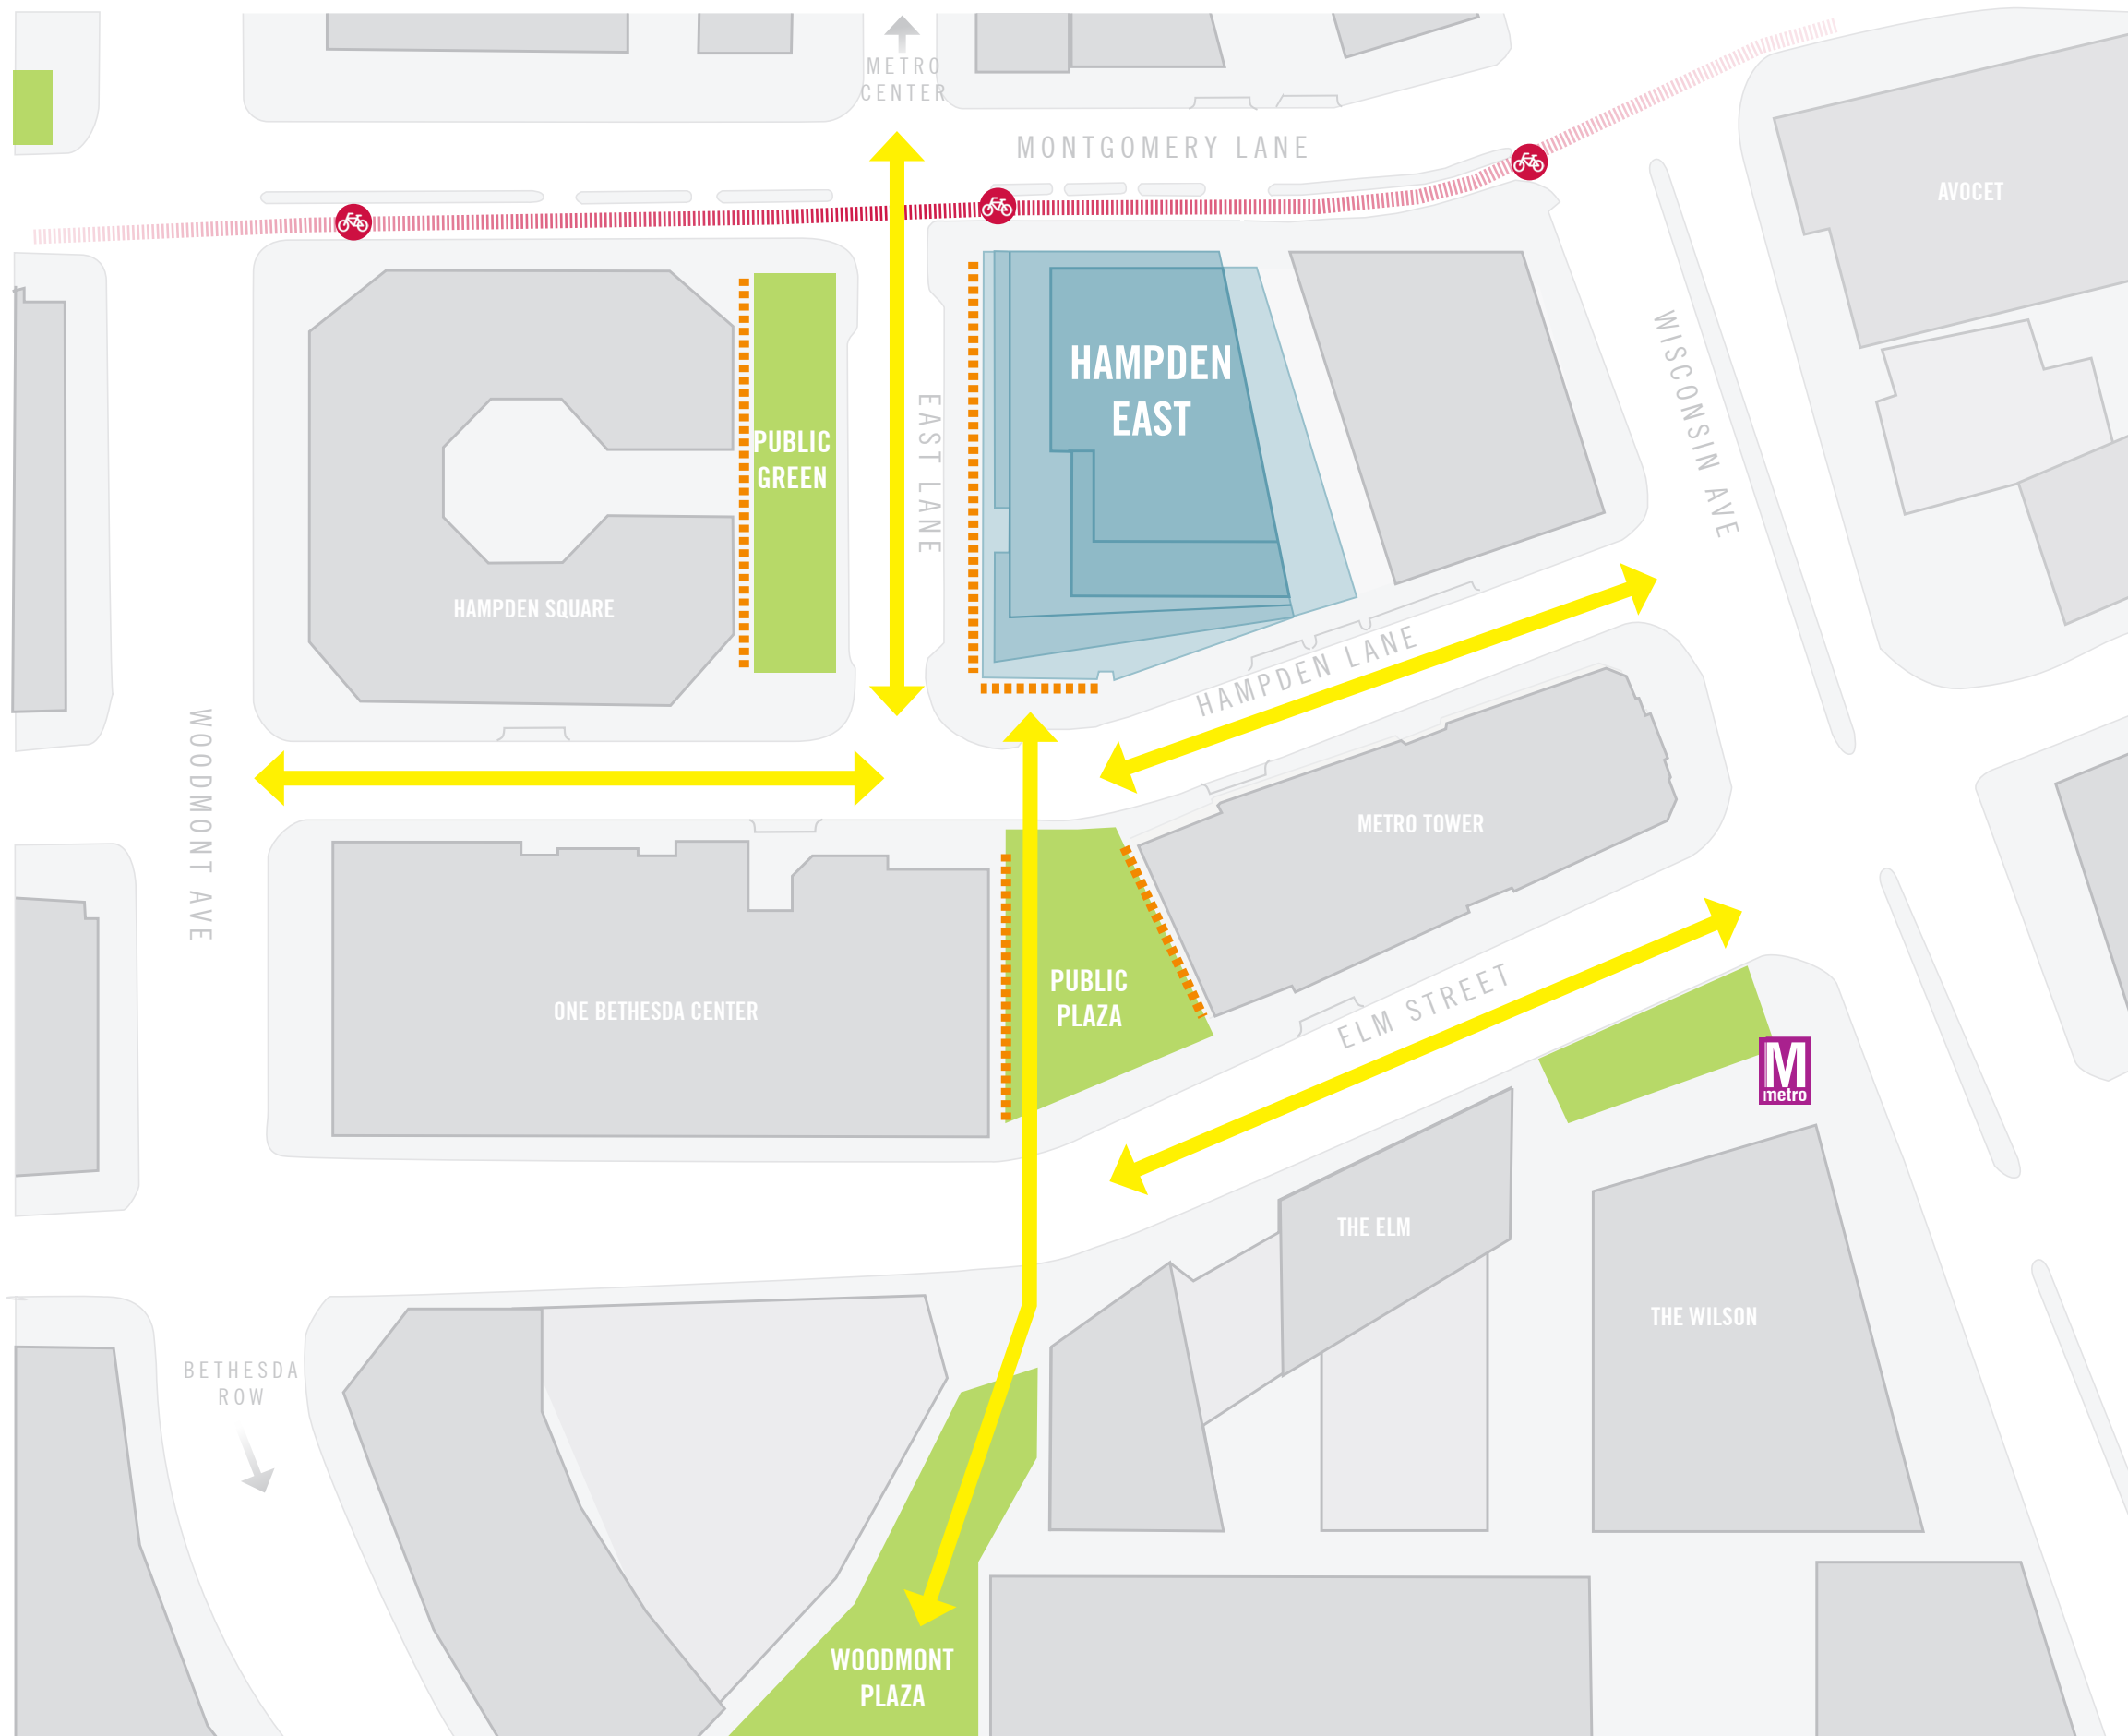 METRO
CENTER
MONTGOMERY LANE
AVOCET
HAMPDEN
EAST
WISCONSIN AVE
EAST LANE
PUBLIC
GREEN
HAMPDEN SQUARE
HAMPDEN LANE
WOODMONT AVE
METRO TOWER
PUBLIC
PLAZA
ONE BETHESDA CENTER
ELM STREET
M
metro
THE ELM
THE WILSON
BETHESDA
ROW
WOODMONT
PLAZA